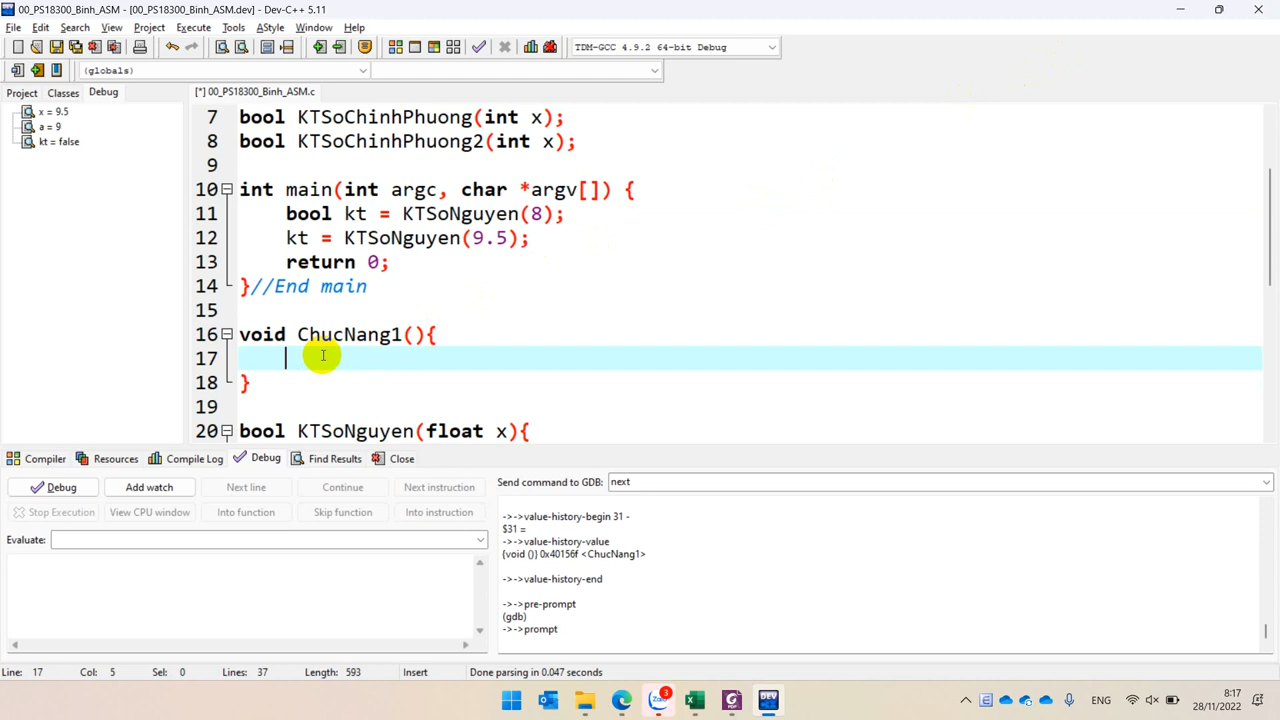 00_PS18300_Binh_ASM - [00_PS18300_Binh_ASM.dev] - Dev-C++ 5.11
File Edit Search View Project Execute Tools AStyle Window Help
TDM-GCC 4.9.2 64-bit Debug
(globals)
Project Classes Debug
[*] 00_PS18300_Binh_ASM.c
x = 9.5
a = 9
kt = false
7 bool KTSoChinhPhuong(int x);
8 bool KTSoChinhPhuong2(int x);
9
10 int main(int argc, char *argv[]) {
11 bool kt = KTSoNguyen(8);
12 kt = KTSoNguyen(9.5);
13 return 0;
14 }//End main
15
16 void ChucNang1(){
17
18 }
19
20 bool KTSoNguyen(float x){
Compiler Resources Compile Log Debug Find Results Close
Debug Add watch Next line Continue Next instruction
Stop Execution View CPU window Into function Skip function Into instruction
Evaluate:
Send command to GDB: next
->->value-history-begin 31 -
$31 =
->->value-history-value
{void ()} 0x40156f <ChucNang1>
->->value-history-end
->->pre-prompt
(gdb)
->->prompt
Line: 17 Col: 5 Sel: 0 Lines: 37 Length: 593 Insert Done parsing in 0.047 seconds
Zalo 3 PDF DEV
ENG
8:17
28/11/2022